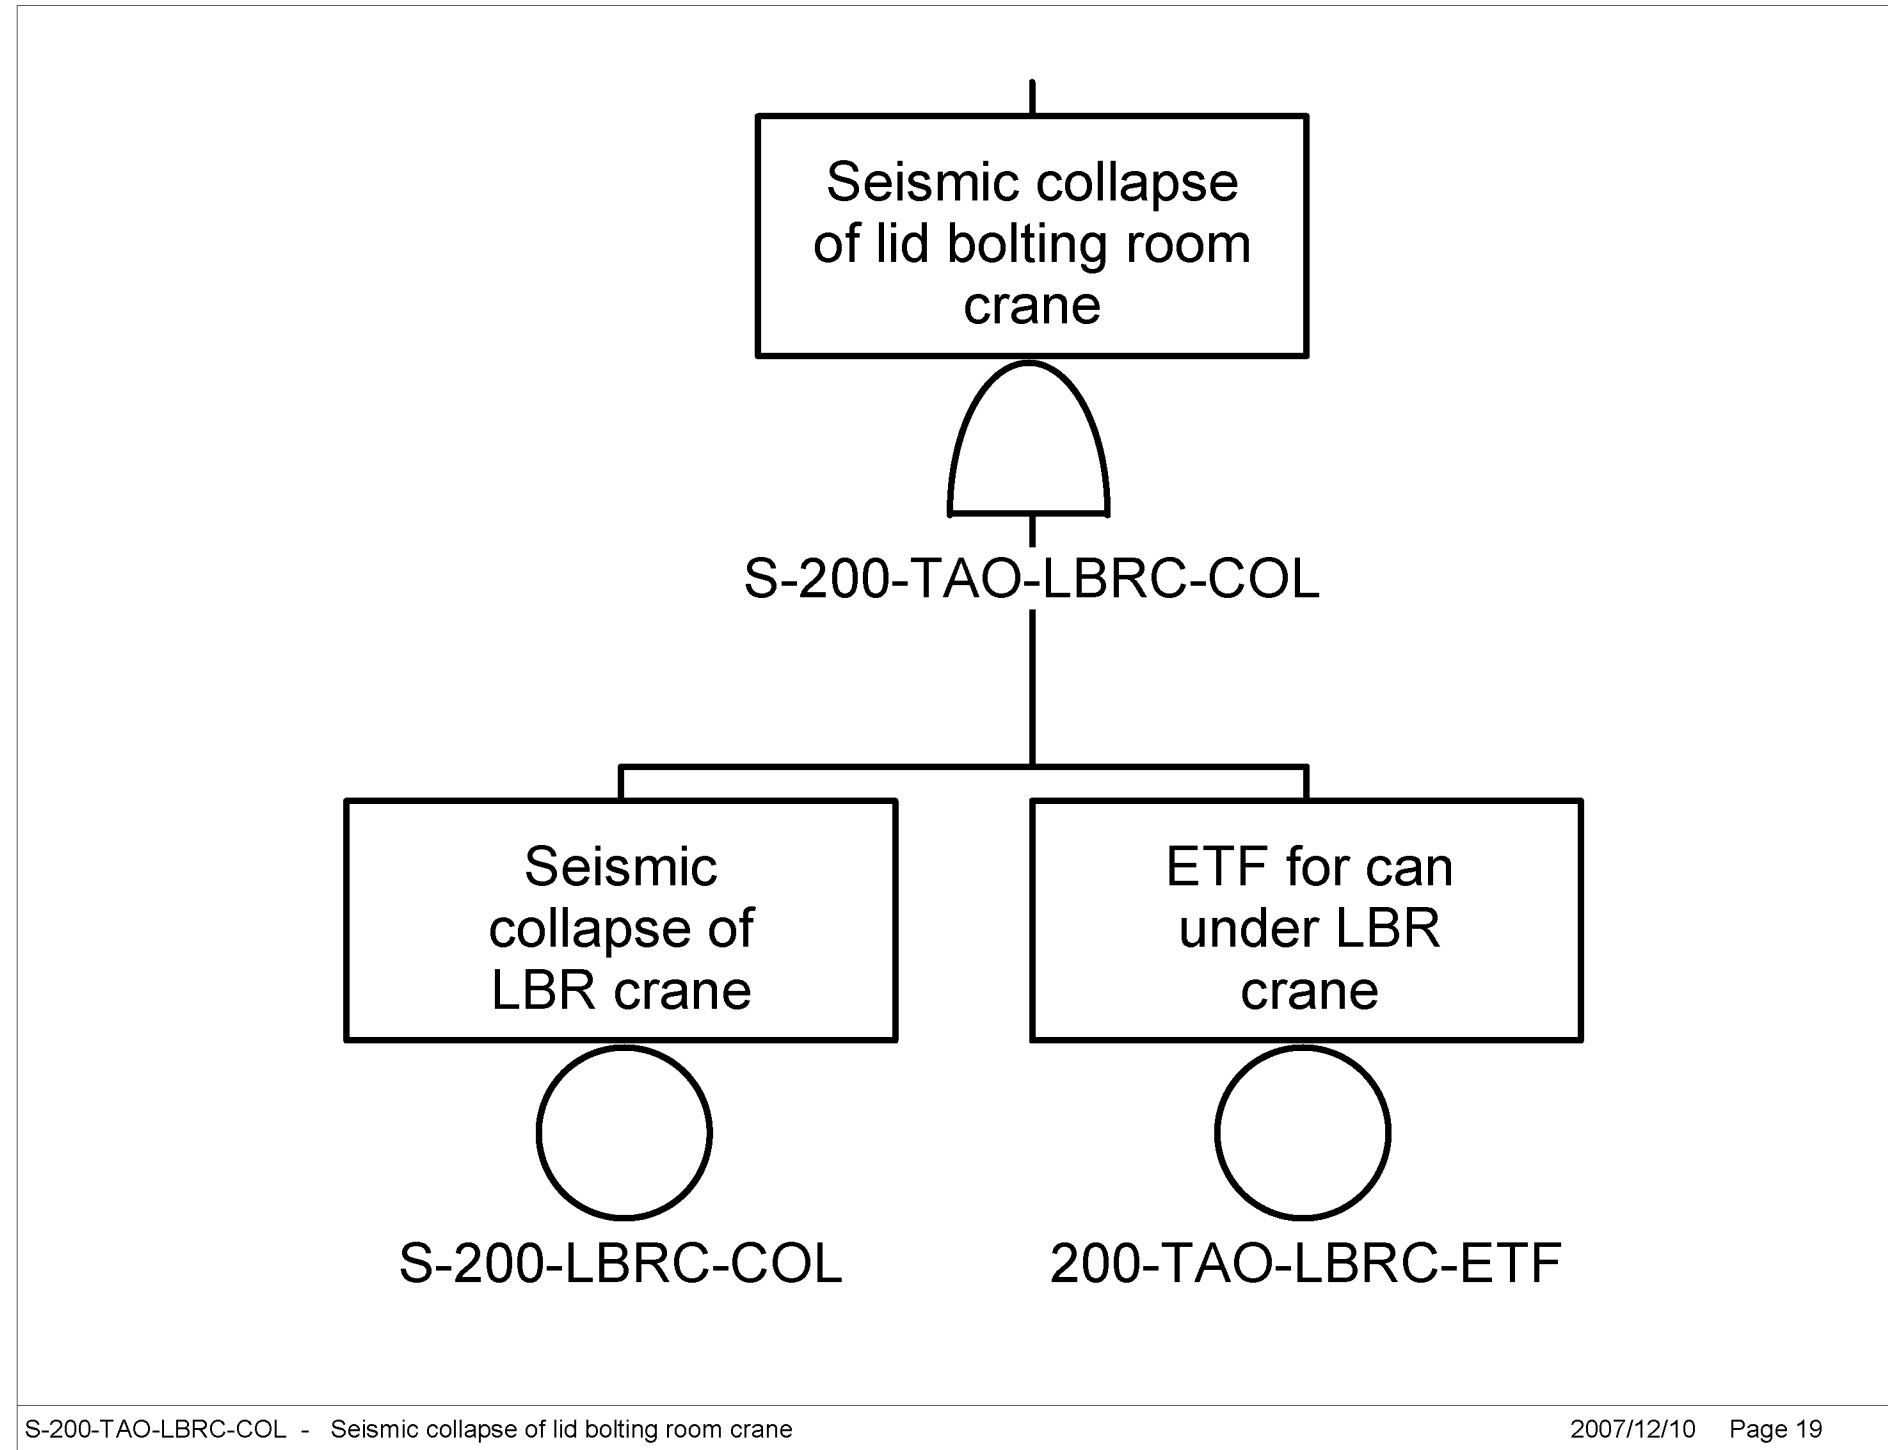 Seismic collapse
of lid bolting room
crane
S-200-TAO-LBRC-COL
Seismic
collapse of
LBR crane
S-200-LBRC-COL
ETF for can
under LBR
crane
200-TAO-LBRC-ETF
S-200-TAO-LBRC-COL - Seismic collapse of lid bolting room crane
2007/12/10 Page 19